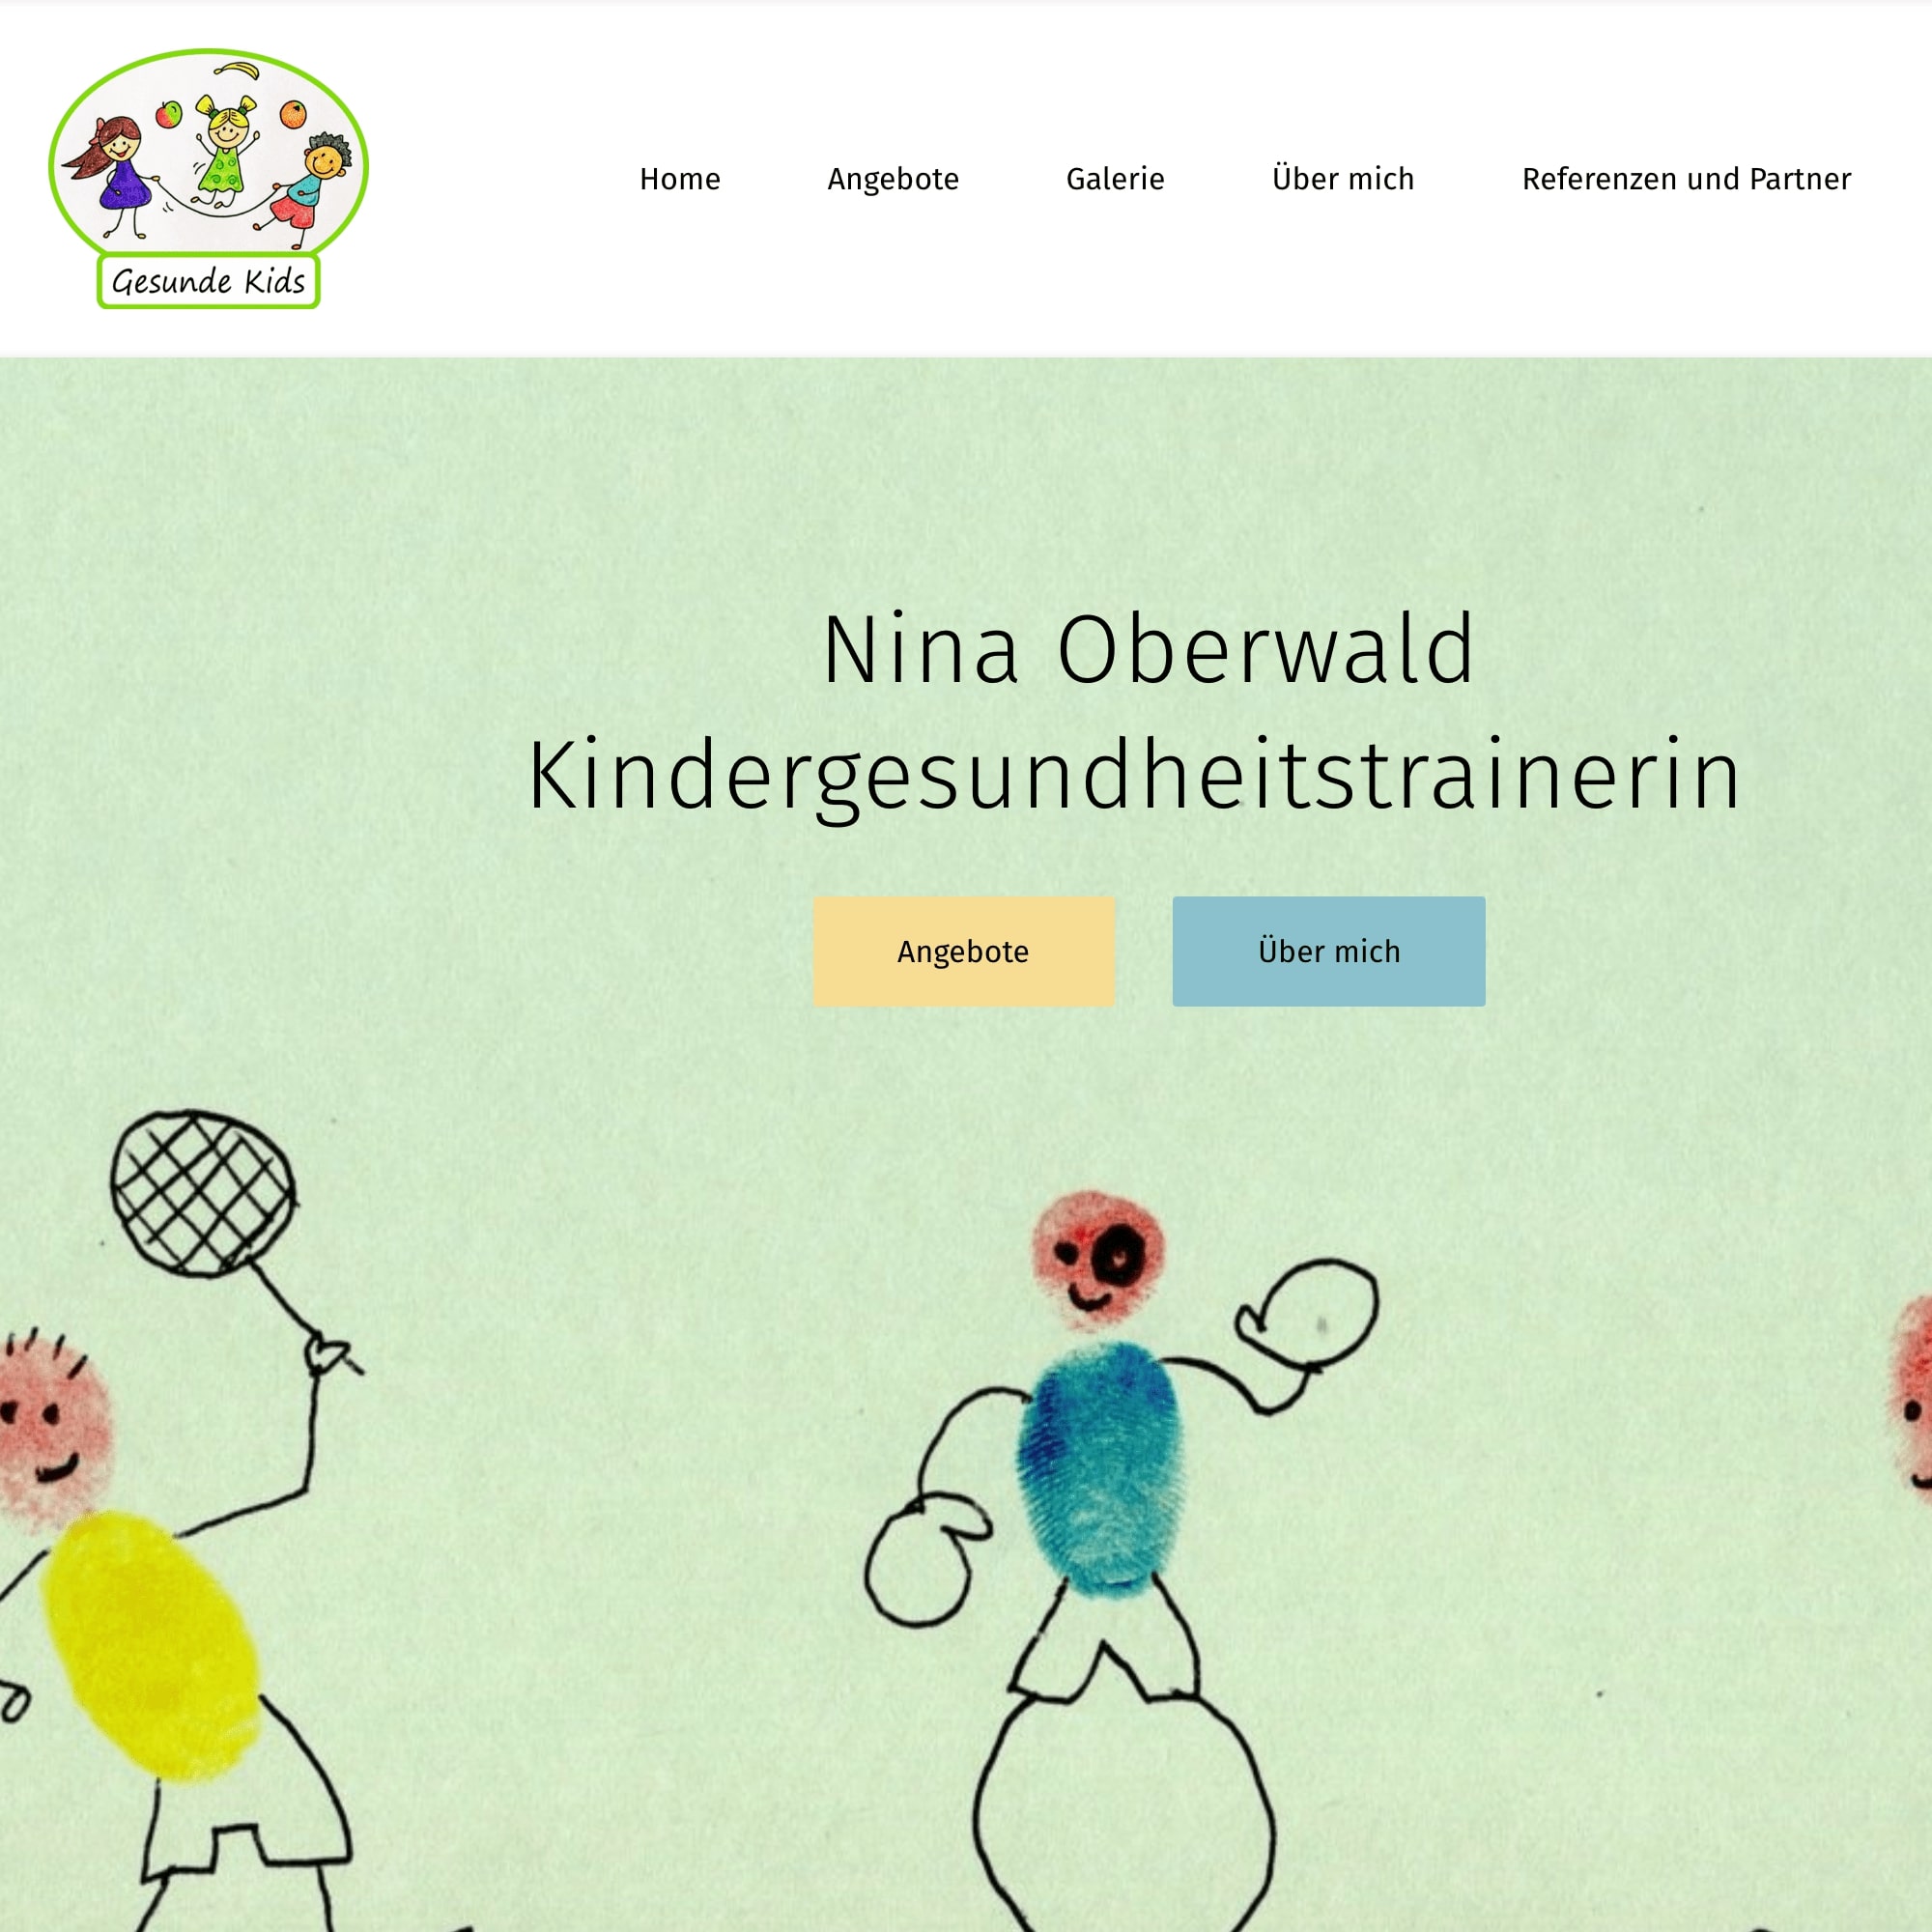 Gesunde Kids
Home Angebote Galerie Über mich Referenzen und Partner
Nina Oberwald
Kindergesundheitstrainerin
Angebote Über mich